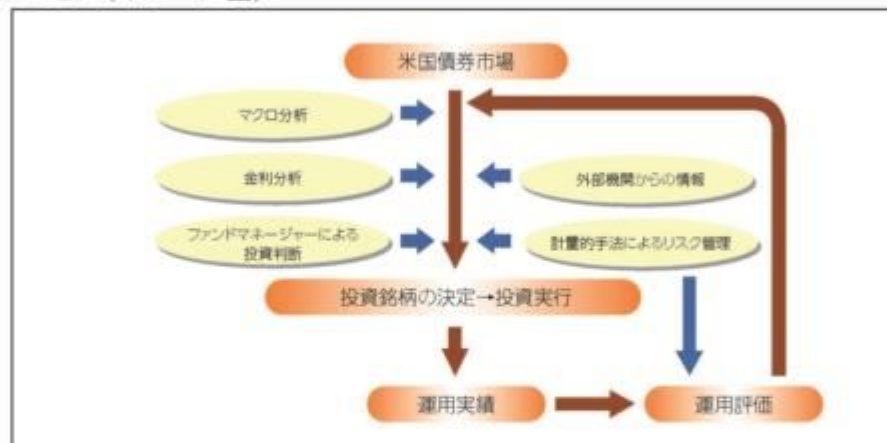 米国債券市場
マクロ分析
金利分析
外部機関からの情報
ファンドマネージャーによる
投資判断
計量的手法によるリスク管理
投資銘柄の決定→投資実行
運用実績
運用評価